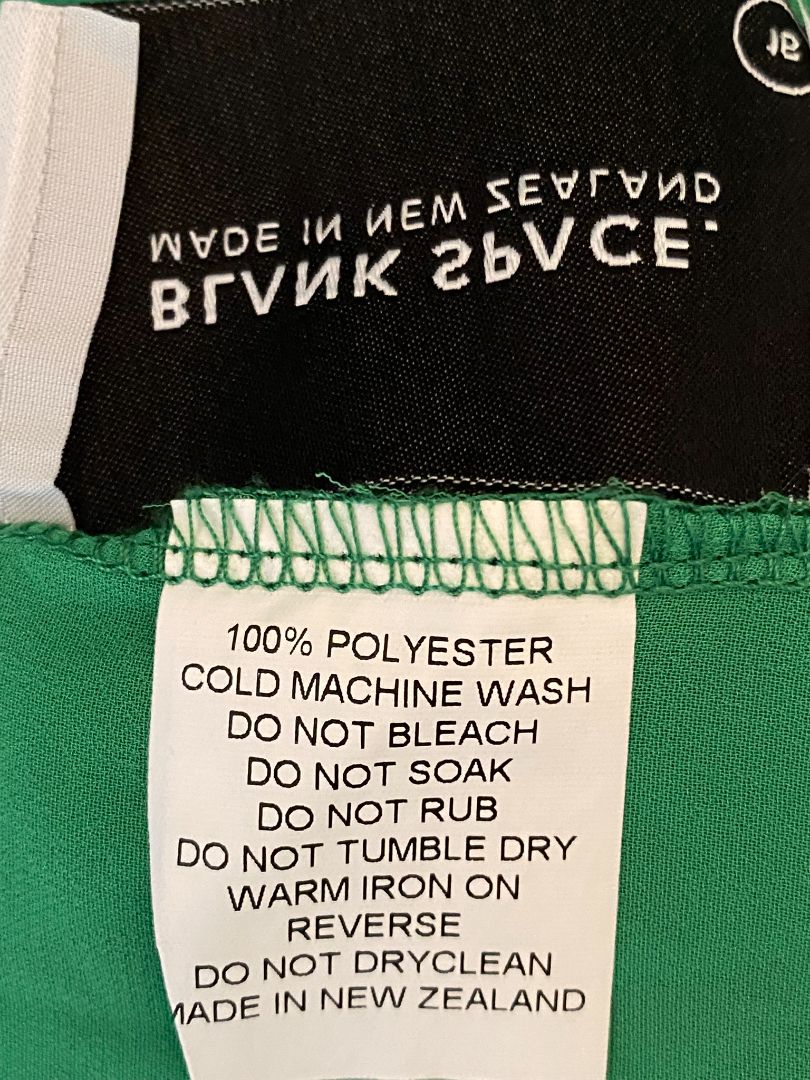 BLANK SPACE.
MADE IN NEW ZEALAND
100% POLYESTER
COLD MACHINE WASH
DO NOT BLEACH
DO NOT SOAK
DO NOT RUB
DO NOT TUMBLE DRY
WARM IRON ON
REVERSE
DO NOT DRYCLEAN
MADE IN NEW ZEALAND